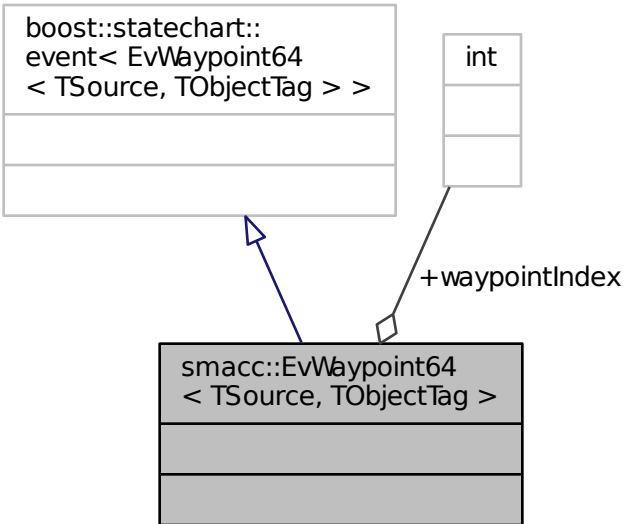 boost::statechart::
event< EvWaypoint64
< TSource, TObjectTag > >
int
+waypointIndex
smacc::EvWaypoint64
< TSource, TObjectTag >